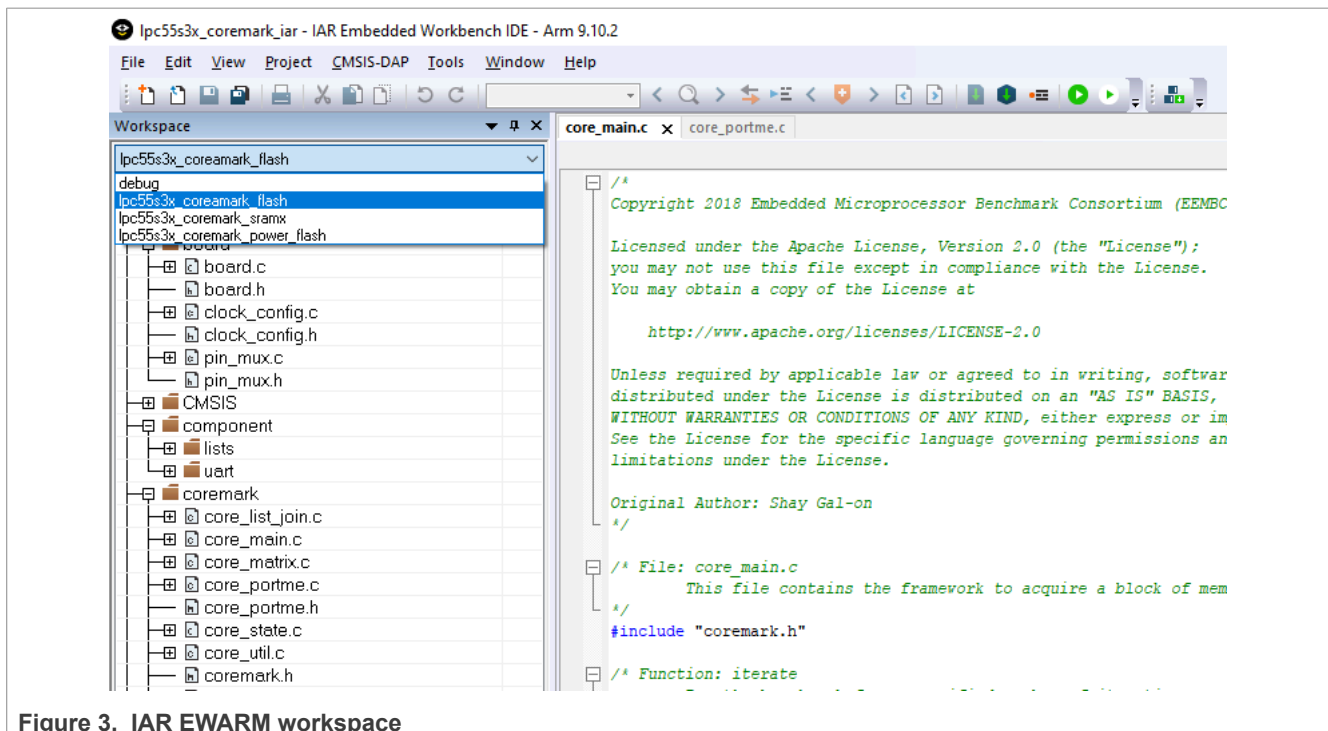 lpc55s3x_coremark_iar - IAR Embedded Workbench IDE - Arm 9.10.2
File Edit View Project CMSIS-DAP Tools Window Help
Workspace
lpc55s3x_coreamark_flash
debug
lpc55s3x_coreamark_flash
lpc55s3x_coremark_sramx
lpc55s3x_coremark_power_flash
board
board.c
board.h
clock_config.c
clock_config.h
pin_mux.c
pin_mux.h
CMSIS
component
lists
uart
coremark
core_list_join.c
core_main.c
core_matrix.c
core_portme.c
core_portme.h
core_state.c
core_util.c
coremark.h
core_main.c x core_portme.c
/*
Copyright 2018 Embedded Microprocessor Benchmark Consortium (EEMBC
Licensed under the Apache License, Version 2.0 (the "License");
you may not use this file except in compliance with the License.
You may obtain a copy of the License at
http://www.apache.org/licenses/LICENSE-2.0
Unless required by applicable law or agreed to in writing, softwar
distributed under the License is distributed on an "AS IS" BASIS,
WITHOUT WARRANTIES OR CONDITIONS OF ANY KIND, either express or im
See the License for the specific language governing permissions an
limitations under the License.
Original Author: Shay Gal-on
*/
/* File: core_main.c
This file contains the framework to acquire a block of mem
*/
#include "coremark.h"
/* Function: iterate
Figure 3. IAR EWARM workspace